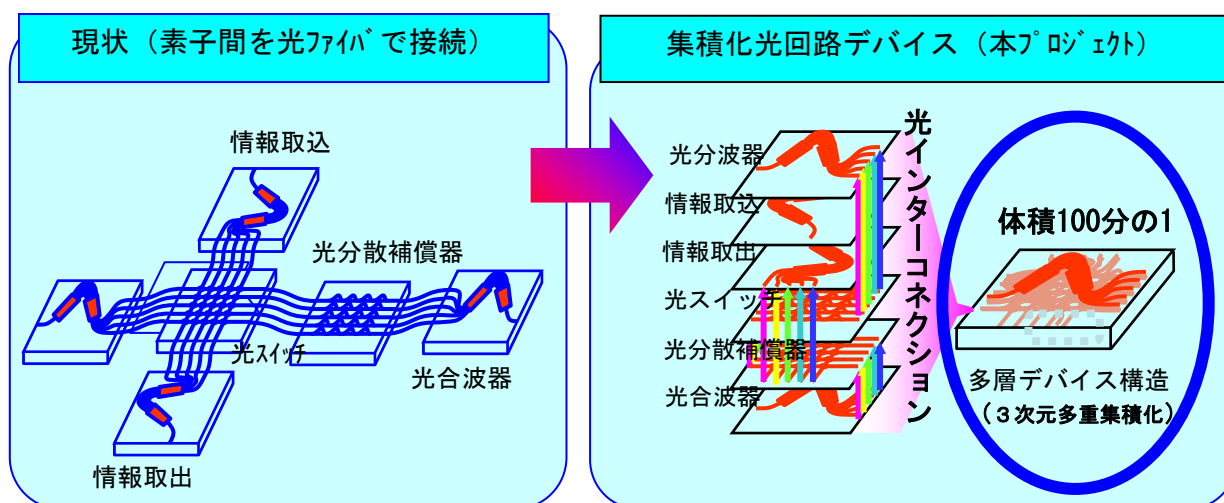 現状（素子間を光ﾌｧｲﾊﾞで接続）
情報取込
光分散補償器
光ｽｲｯﾁ
光合波器
情報取出
集積化光回路デバイス（本ﾌﾟﾛｼﾞｪｸﾄ）
光分波器
情報取込
情報取出
光スイッチ
光分散補償器
光合波器
光インターコネクション
体積100分の1
多層デバイス構造
（３次元多重集積化）